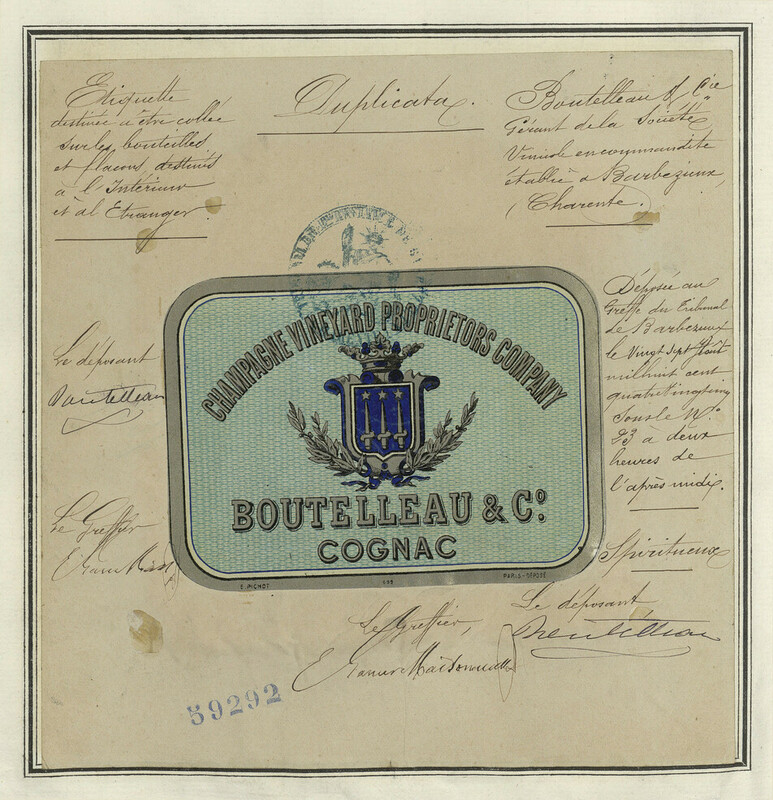 Etiquette
destinée à être collée
sur les bouteilles
et flacons, destinés
à l'Intérieur
et à l'Etranger.
Duplicata.
Boutelleau & Cie
Gérant de la Société
Vinicole en commandite
établie à Barbezieux,
(Charente.
CHAMPAGNE VINEYARD PROPRIETORS COMPANY
BOUTELLEAU & Co.
COGNAC
E. PICHOT
PARIS - DÉPOSÉ
Le déposant
Boutelleau
Le Greffier
Déposée au
Greffe du Tribunal
de Barbezieux
le Vingt Sept Août
mil huit cent
quatre vingt cinq
sous le No.
23 à deux
heures de
l'après midi.
Spiritueux
Le déposant,
Boutelleau
Le Greffier,
59292